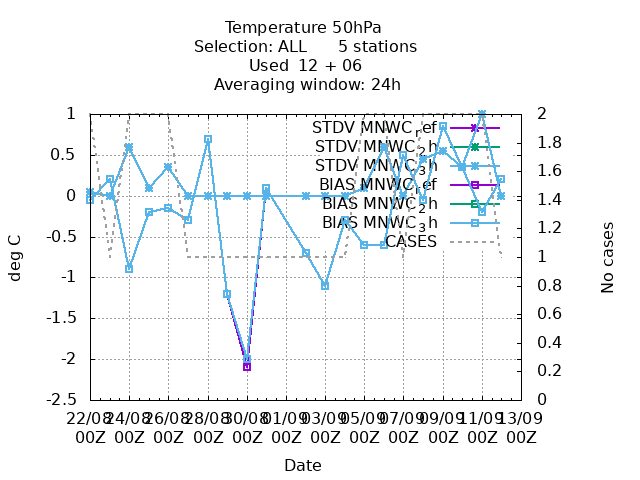 Temperature 50hPa
Selection: ALL 5 stations
Used 12 + 06
Averaging window: 24h
STDV MNWC_ref
STDV MNWC_2h
STDV MNWC_3h
BIAS MNWC_ref
BIAS MNWC_2h
BIAS MNWC_3h
CASES
1
0.5
0
-0.5
-1
-1.5
-2
-2.5
deg C
2
1.8
1.6
1.4
1.2
1
0.8
0.6
0.4
0.2
0
No cases
22/08 24/08 26/08 28/08 30/08 01/09 03/09 05/09 07/09 09/09 11/09 13/09
00Z 00Z 00Z 00Z 00Z 00Z 00Z 00Z 00Z 00Z 00Z 00Z
Date